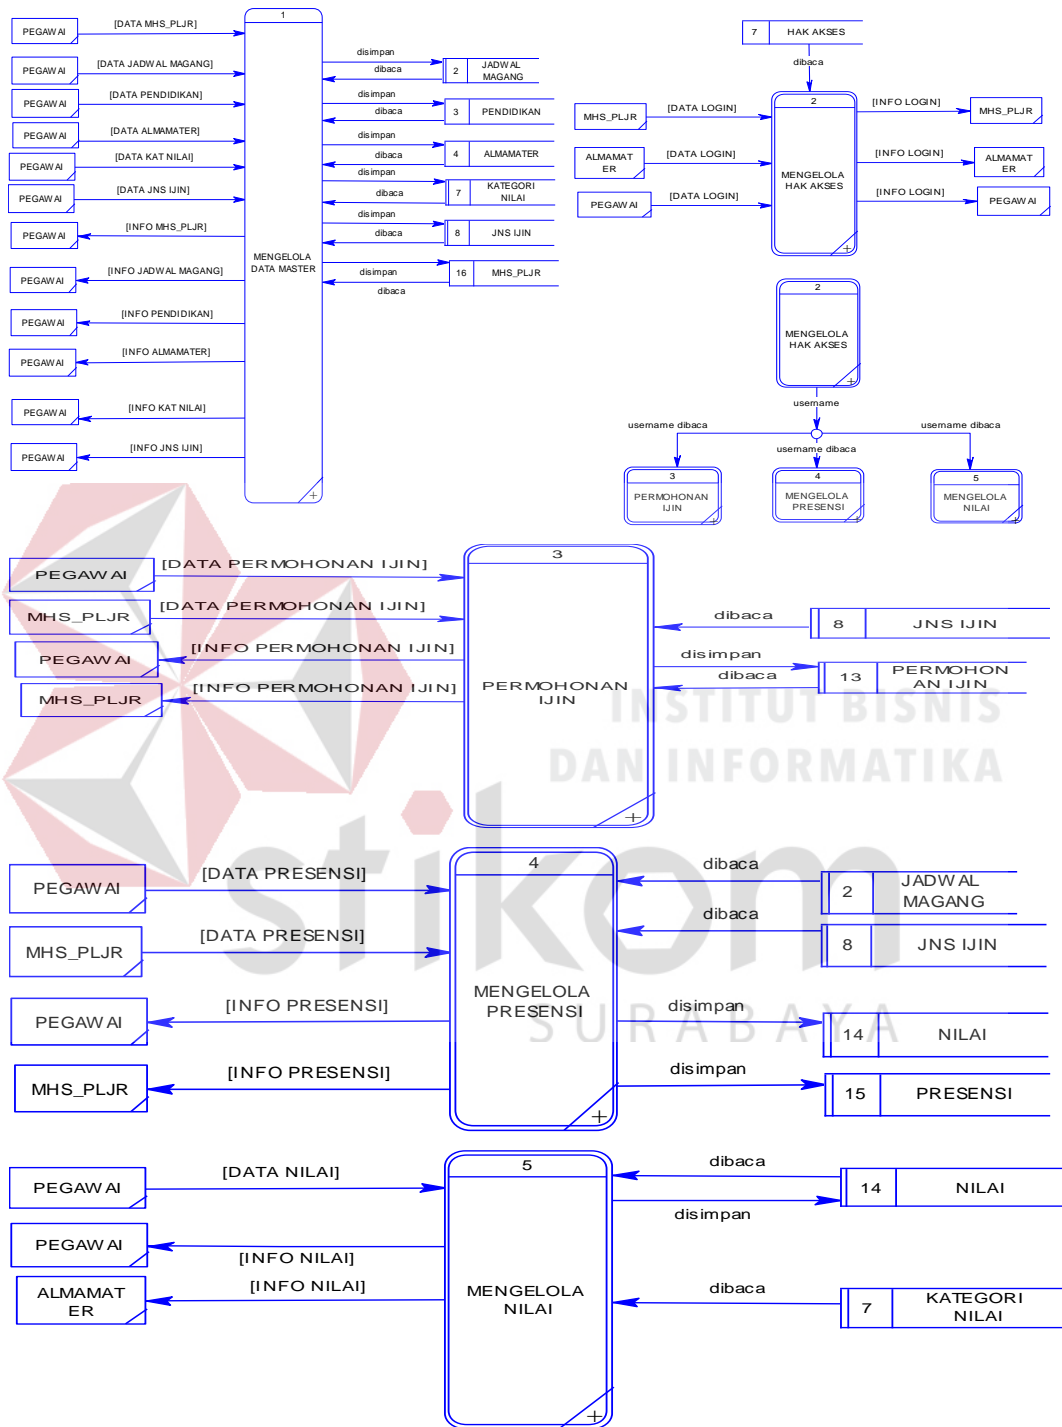 1
PEGAWAI
[DATA MHS_PLJR]
PEGAWAI
[DATA JADWAL MAGANG]
PEGAWAI
[DATA PENDIDIKAN]
PEGAWAI
[DATA ALMAMATER]
PEGAWAI
[DATA KAT NILAI]
PEGAWAI
[DATA JNS IJIN]
PEGAWAI
[INFO MHS_PLJR]
PEGAWAI
[INFO JADWAL MAGANG]
PEGAWAI
[INFO PENDIDIKAN]
PEGAWAI
[INFO ALMAMATER]
PEGAWAI
[INFO KAT NILAI]
PEGAWAI
[INFO JNS IJIN]
MENGELOLA
DATA MASTER
disimpan
dibaca
2 JADWAL
MAGANG
disimpan
dibaca
3 PENDIDIKAN
disimpan
dibaca
4 ALMAMATER
disimpan
dibaca
7 KATEGORI
NILAI
disimpan
dibaca
8 JNS IJIN
disimpan
dibaca
16 MHS_PLJR
7 HAK AKSES
dibaca
2
MENGELOLA
HAK AKSES
MHS_PLJR
[DATA LOGIN]
[INFO LOGIN]
MHS_PLJR
ALMAMAT
ER
[DATA LOGIN]
[INFO LOGIN]
ALMAMAT
ER
PEGAWAI
[DATA LOGIN]
[INFO LOGIN]
PEGAWAI
2
MENGELOLA
HAK AKSES
username
username dibaca
username dibaca
username dibaca
3
PERMOHONAN
IJIN
4
MENGELOLA
PRESENSI
5
MENGELOLA
NILAI
3
PEGAWAI
[DATA PERMOHONAN IJIN]
MHS_PLJR
[DATA PERMOHONAN IJIN]
PEGAWAI
[INFO PERMOHONAN IJIN]
MHS_PLJR
[INFO PERMOHONAN IJIN]
PERMOHONAN
IJIN
dibaca
8 JNS IJIN
disimpan
dibaca
13 PERMOHON
AN IJIN
INSTITUT BISNIS
DAN INFORMATIKA
stikom
SURABAYA
4
PEGAWAI
[DATA PRESENSI]
MHS_PLJR
[DATA PRESENSI]
PEGAWAI
[INFO PRESENSI]
MHS_PLJR
[INFO PRESENSI]
MENGELOLA
PRESENSI
dibaca
2 JADWAL
MAGANG
dibaca
8 JNS IJIN
disimpan
14 NILAI
disimpan
15 PRESENSI
5
PEGAWAI
[DATA NILAI]
PEGAWAI
[INFO NILAI]
ALMAMAT
ER
[INFO NILAI]
MENGELOLA
NILAI
dibaca
14 NILAI
disimpan
dibaca
7 KATEGORI
NILAI